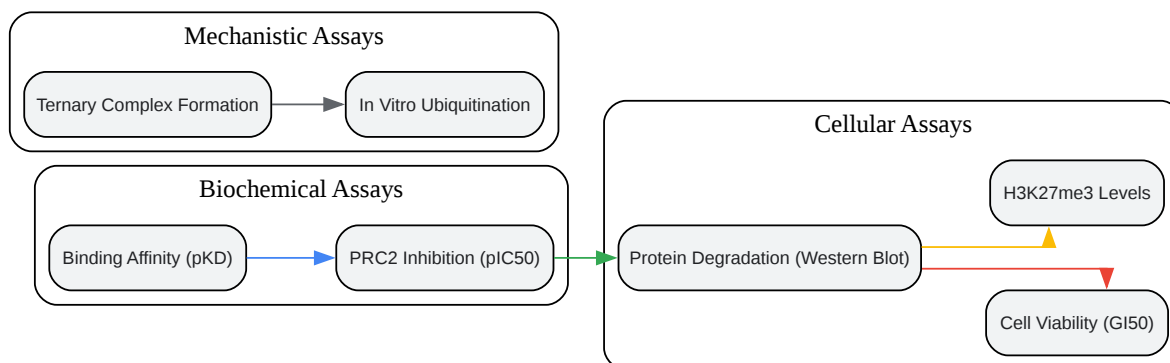 Mechanistic Assays
Ternary Complex Formation
In Vitro Ubiquitination
Biochemical Assays
Binding Affinity (pKD)
PRC2 Inhibition (pIC50)
Cellular Assays
Protein Degradation (Western Blot)
H3K27me3 Levels
Cell Viability (GI50)